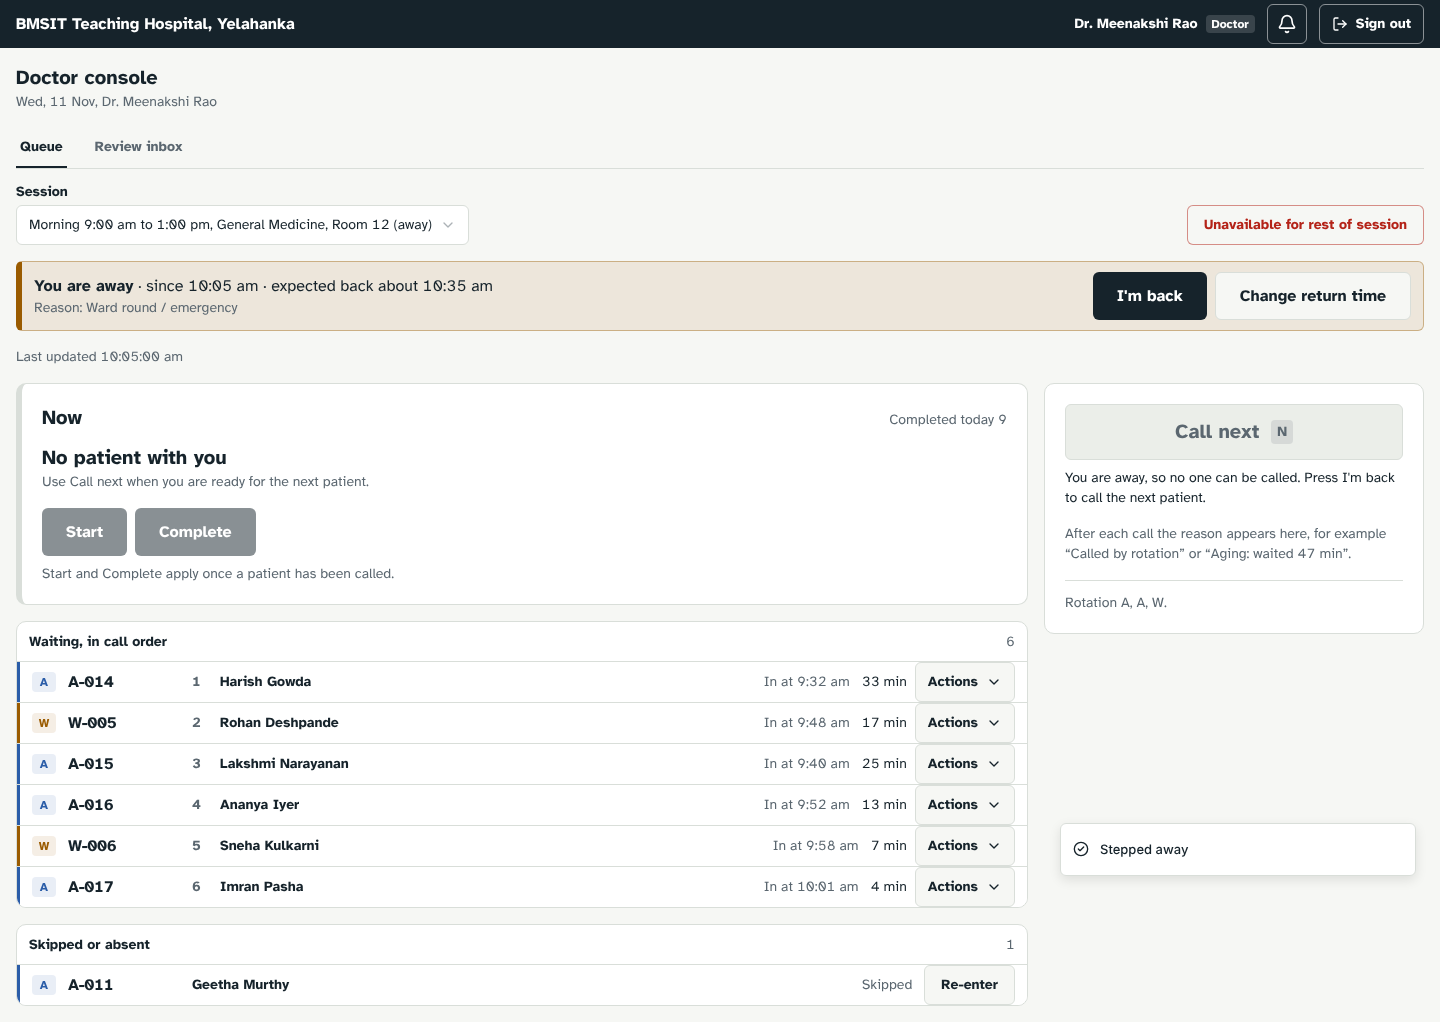 BMSIT Teaching Hospital, Yelahanka
Dr. Meenakshi Rao Doctor
Sign out
Doctor console
Wed, 11 Nov, Dr. Meenakshi Rao
Queue
Review inbox
Session
Morning 9:00 am to 1:00 pm, General Medicine, Room 12 (away)
Unavailable for rest of session
You are away · since 10:05 am · expected back about 10:35 am
Reason: Ward round / emergency
I'm back
Change return time
Last updated 10:05:00 am
Now
Completed today 9
No patient with you
Use Call next when you are ready for the next patient.
Start
Complete
Start and Complete apply once a patient has been called.
Call next N
You are away, so no one can be called. Press I'm back
to call the next patient.
After each call the reason appears here, for example
“Called by rotation” or “Aging: waited 47 min”.
Rotation A, A, W.
Waiting, in call order 6
A A-014 1 Harish Gowda In at 9:32 am 33 min Actions
W W-005 2 Rohan Deshpande In at 9:48 am 17 min Actions
A A-015 3 Lakshmi Narayanan In at 9:40 am 25 min Actions
A A-016 4 Ananya Iyer In at 9:52 am 13 min Actions
W W-006 5 Sneha Kulkarni In at 9:58 am 7 min Actions
A A-017 6 Imran Pasha In at 10:01 am 4 min Actions
Stepped away
Skipped or absent 1
A A-011 Geetha Murthy Skipped Re-enter